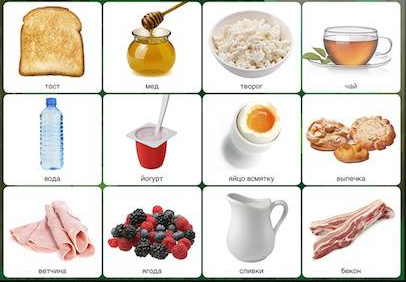 тост
мед
творог
чай
вода
йогурт
яйцо всмятку
выпечка
ветчина
ягода
сливки
бекон